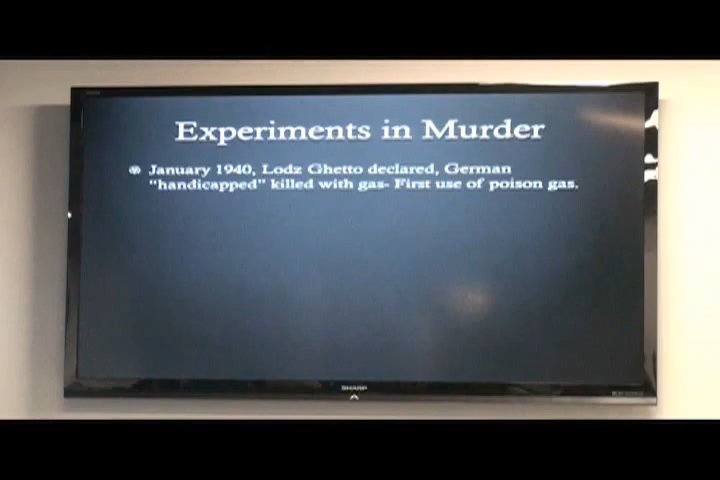 Experiments in Murder
January 1940, Lodz Ghetto declared, German
"handicapped" killed with gas- First use of poison gas.
SHARP